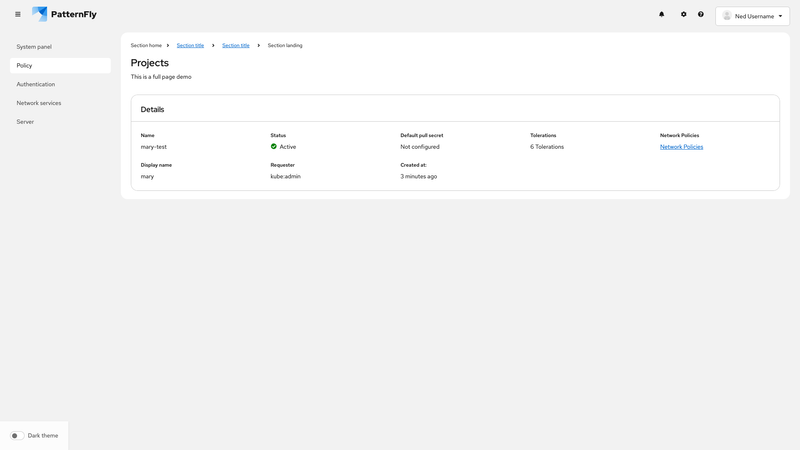 PatternFly
Ned Username
System panel
Policy
Authentication
Network services
Server
Section home
Section title
Section title
Section landing
Projects
This is a full page demo
Details
Name
mary-test
Status
Active
Default pull secret
Not configured
Tolerations
6 Tolerations
Network Policies
Network Policies
Display name
mary
Requester
kube:admin
Created at:
3 minutes ago
Dark theme